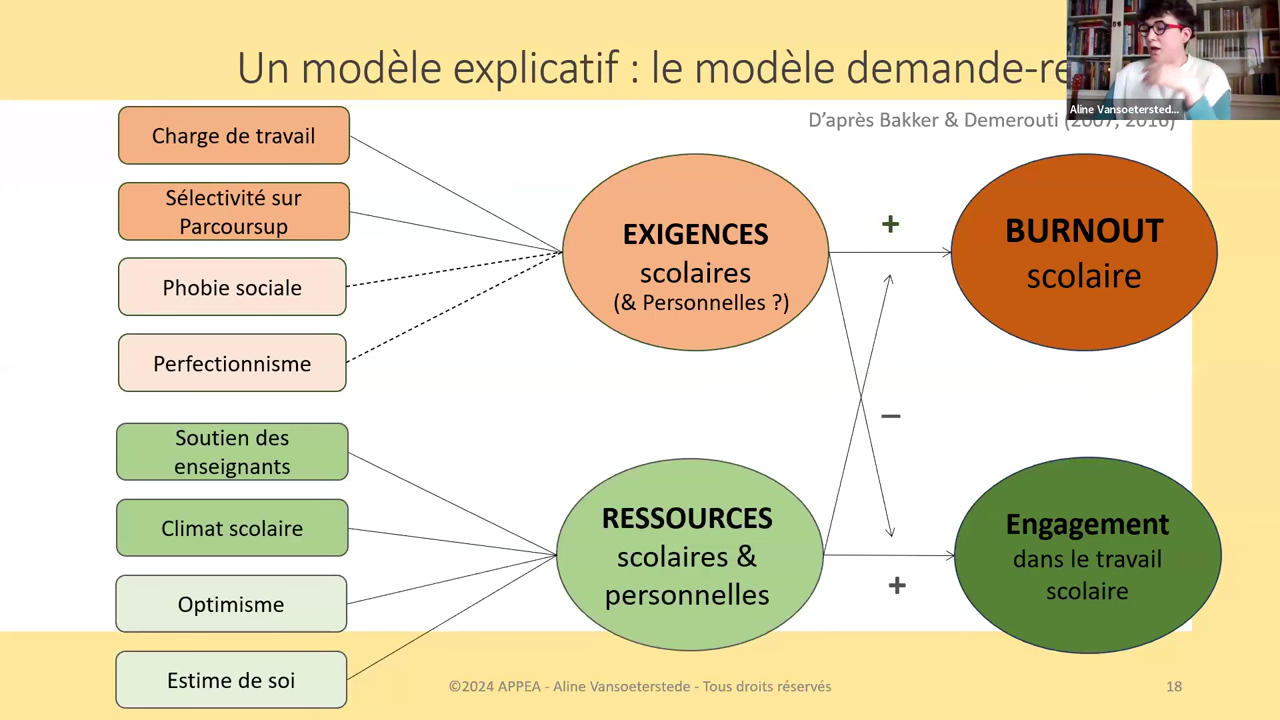 Un modèle explicatif : le modèle demande-re
Aline Vansoetersted...
D'après Bakker & Demerouti (2007, 2016)
Charge de travail
Sélectivité sur
Parcoursup
Phobie sociale
Perfectionnisme
EXIGENCES
scolaires
(& Personnelles ?)
+
BURNOUT
scolaire
–
Soutien des
enseignants
Climat scolaire
Optimisme
Estime de soi
RESSOURCES
scolaires &
personnelles
+
Engagement
dans le travail
scolaire
©2024 APPEA - Aline Vansoeterstede - Tous droits réservés
18